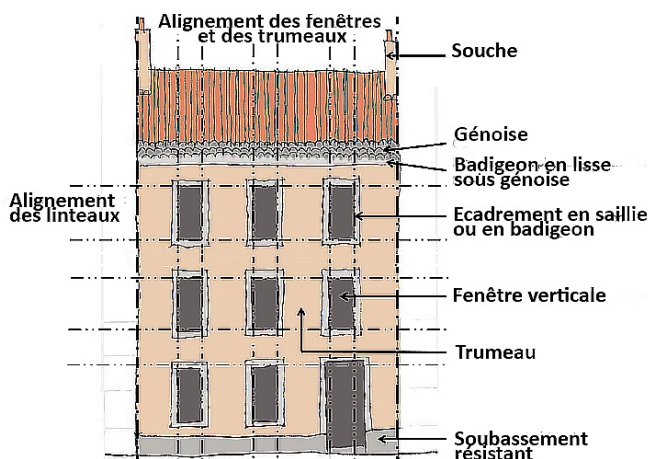 Alignement des fenêtres
et des trumeaux
Souche
Génoise
Badigeon en lisse
sous génoise
Alignement
des linteaux
Ecadrement en saillie
ou en badigeon
Fenêtre verticale
Trumeau
Soubassement
résistant